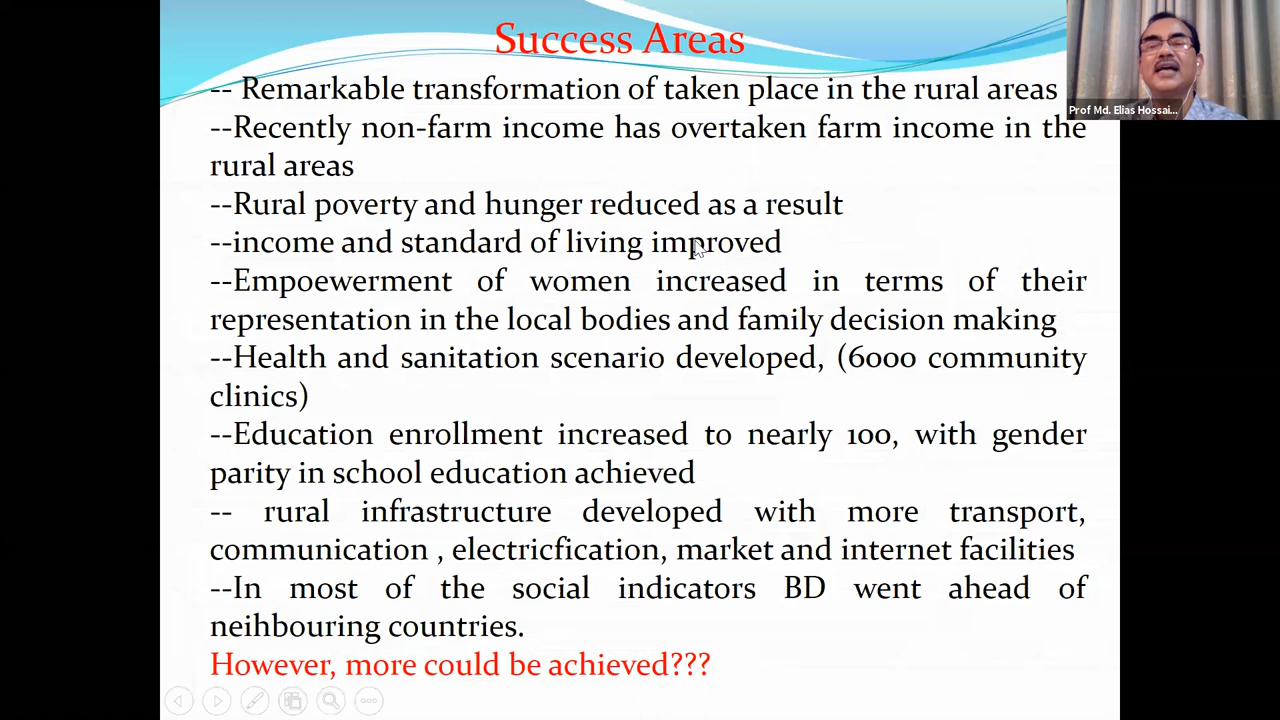 Success Areas
-- Remarkable transformation of taken place in the rural areas
Prof Md. Elias Hossai...
--Recently non-farm income has overtaken farm income in the
rural areas
--Rural poverty and hunger reduced as a result
--income and standard of living improved
--Empoewerment of women increased in terms of their
representation in the local bodies and family decision making
--Health and sanitation scenario developed, (6000 community
clinics)
--Education enrollment increased to nearly 100, with gender
parity in school education achieved
-- rural infrastructure developed with more transport,
communication , electricfication, market and internet facilities
--In most of the social indicators BD went ahead of
neihbouring countries.
However, more could be achieved???